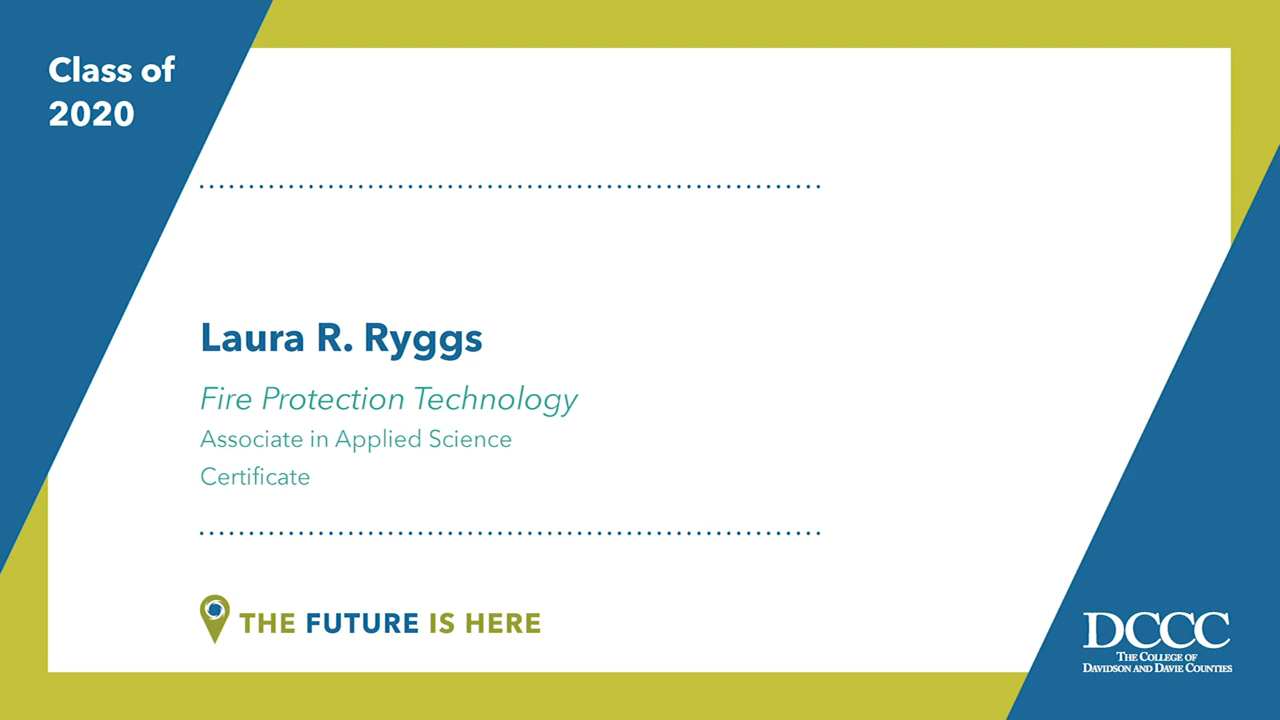 Class of
2020
Laura R. Ryggs
Fire Protection Technology
Associate in Applied Science
Certificate
THE FUTURE IS HERE
DCCC
THE COLLEGE OF
DAVIDSON AND DAVIE COUNTIES